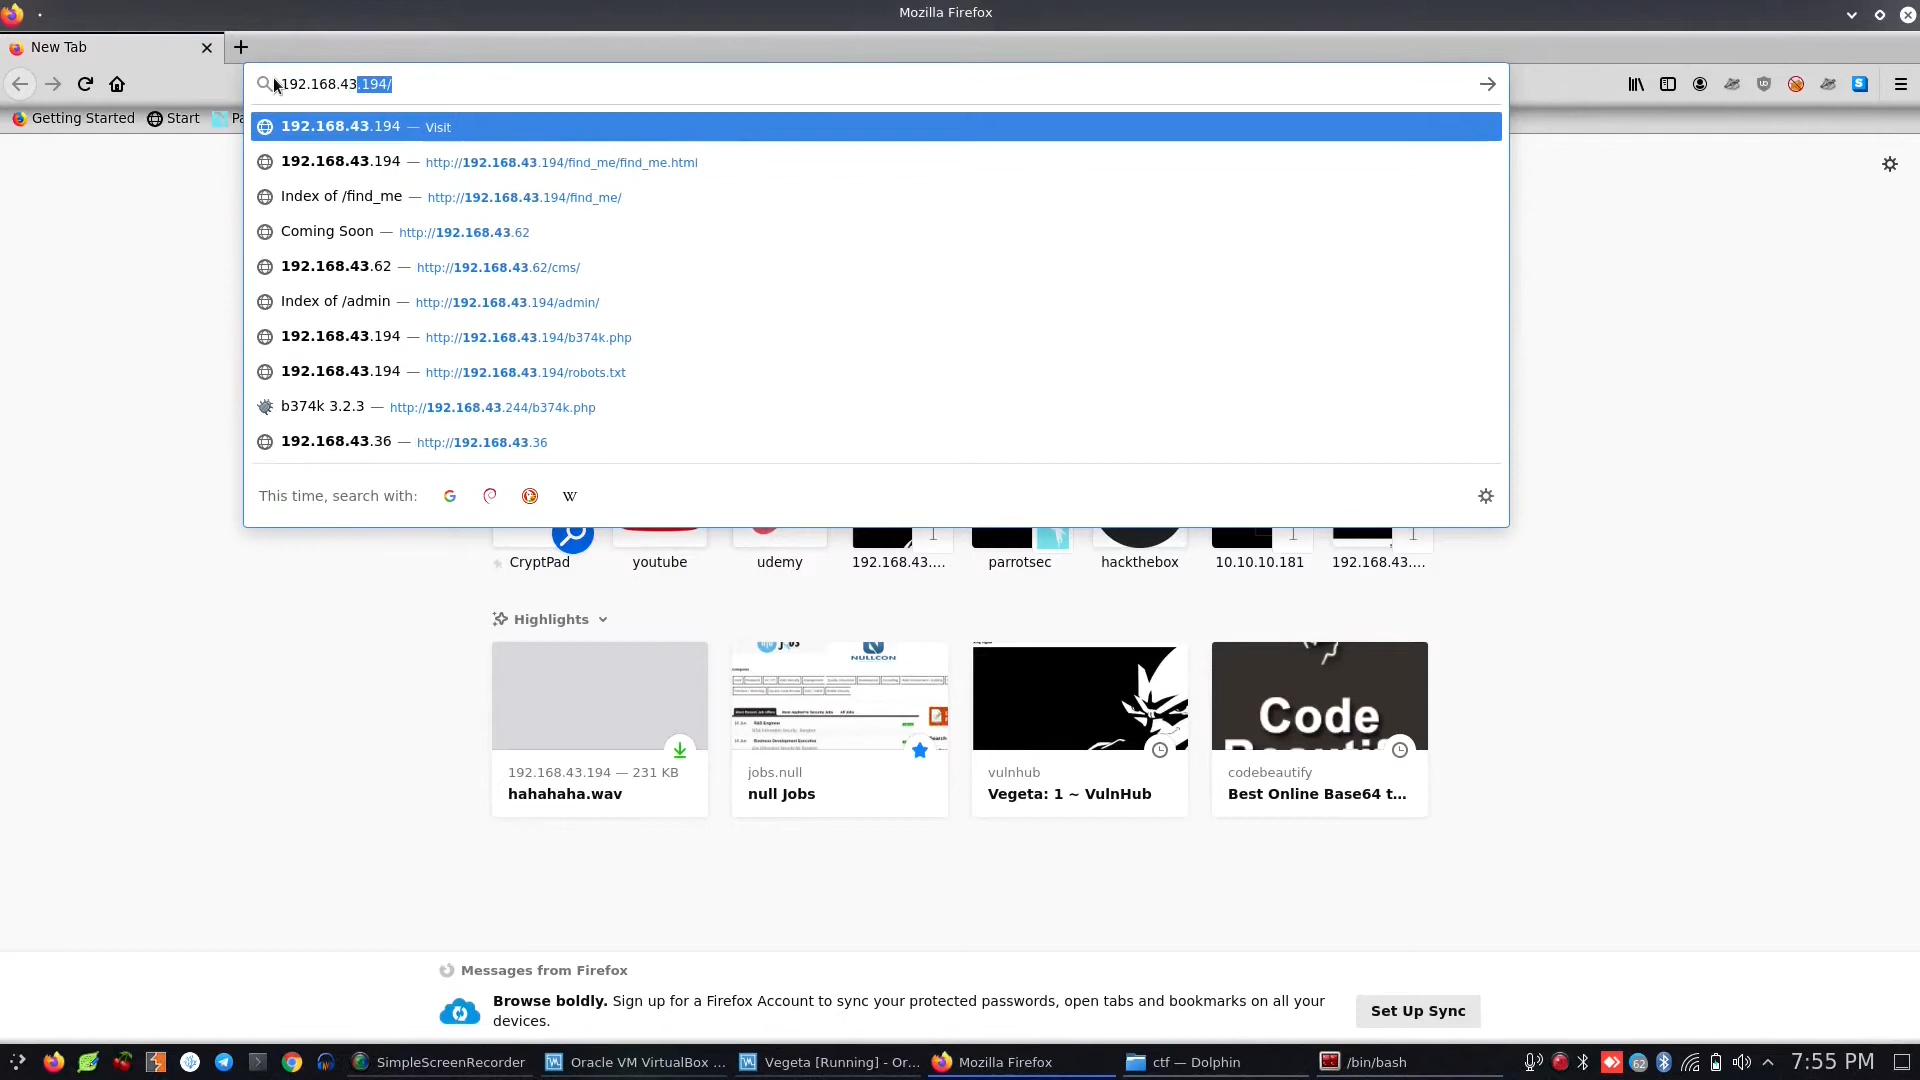 Mozilla Firefox
New Tab
192.168.43.194/
Getting Started
Start
Pa
192.168.43.194 — Visit
192.168.43.194 — http://192.168.43.194/find_me/find_me.html
Index of /find_me — http://192.168.43.194/find_me/
Coming Soon — http://192.168.43.62
192.168.43.62 — http://192.168.43.62/cms/
Index of /admin — http://192.168.43.194/admin/
192.168.43.194 — http://192.168.43.194/b374k.php
192.168.43.194 — http://192.168.43.194/robots.txt
b374k 3.2.3 — http://192.168.43.244/b374k.php
192.168.43.36 — http://192.168.43.36
This time, search with:
G
W
CryptPad
youtube
udemy
192.168.43....
parrotsec
hackthebox
10.10.10.181
192.168.43....
Highlights
NULLCON
Code
Beautif
192.168.43.194 — 231 KB
hahahaha.wav
jobs.null
null Jobs
vulnhub
Vegeta: 1 ~ VulnHub
codebeautify
Best Online Base64 t...
Messages from Firefox
Browse boldly. Sign up for a Firefox Account to sync your protected passwords, open tabs and bookmarks on all your
devices.
Set Up Sync
SimpleScreenRecorder
Oracle VM VirtualBox ...
Vegeta [Running] - Or...
Mozilla Firefox
ctf — Dolphin
/bin/bash
62
7:55 PM